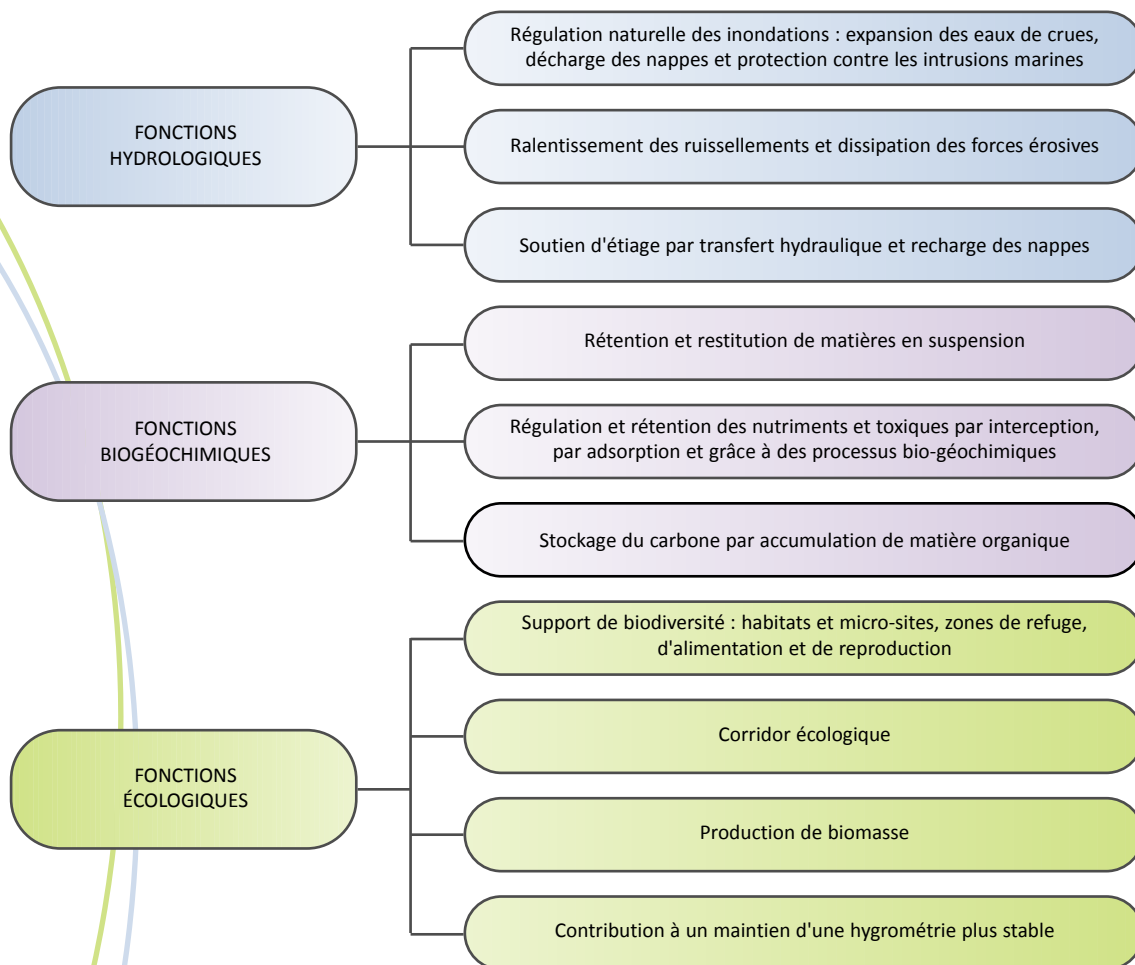 Régulation naturelle des inondations : expansion des eaux de crues,
décharge des nappes et protection contre les intrusions marines
FONCTIONS
HYDROLOGIQUES
Ralentissement des ruissellements et dissipation des forces érosives
Soutien d'étiage par transfert hydraulique et recharge des nappes
Rétention et restitution de matières en suspension
FONCTIONS
BIOGÉOCHIMIQUES
Régulation et rétention des nutriments et toxiques par interception,
par adsorption et grâce à des processus bio-géochimiques
Stockage du carbone par accumulation de matière organique
Support de biodiversité : habitats et micro-sites, zones de refuge,
d'alimentation et de reproduction
Corridor écologique
FONCTIONS
ÉCOLOGIQUES
Production de biomasse
Contribution à un maintien d'une hygrométrie plus stable